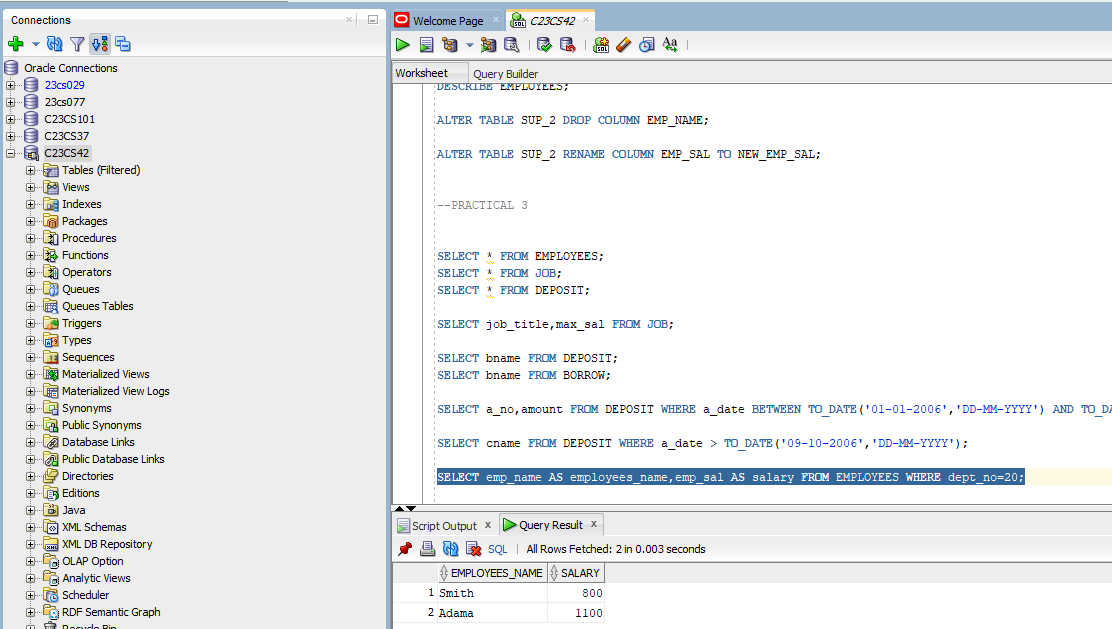 Connections
Oracle Connections
23cs029
23cs077
C23CS101
C23CS37
C23CS42
Tables (Filtered)
Views
Indexes
Packages
Procedures
Functions
Operators
Queues
Queues Tables
Triggers
Types
Sequences
Materialized Views
Materialized View Logs
Synonyms
Public Synonyms
Database Links
Public Database Links
Directories
Editions
Java
XML Schemas
XML DB Repository
OLAP Option
Analytic Views
Scheduler
RDF Semantic Graph
Recycle Bin
Welcome Page C23CS42
Worksheet Query Builder
DESCRIBE EMPLOYEES;
ALTER TABLE SUP_2 DROP COLUMN EMP_NAME;
ALTER TABLE SUP_2 RENAME COLUMN EMP_SAL TO NEW_EMP_SAL;
--PRACTICAL 3
SELECT * FROM EMPLOYEES;
SELECT * FROM JOB;
SELECT * FROM DEPOSIT;
SELECT job_title,max_sal FROM JOB;
SELECT bname FROM DEPOSIT;
SELECT bname FROM BORROW;
SELECT a_no,amount FROM DEPOSIT WHERE a_date BETWEEN TO_DATE('01-01-2006','DD-MM-YYYY') AND
SELECT cname FROM DEPOSIT WHERE a_date > TO_DATE('09-10-2006','DD-MM-YYYY');
SELECT emp_name AS employees_name,emp_sal AS salary FROM EMPLOYEES WHERE dept_no=20;
Script Output x Query Result x
SQL | All Rows Fetched: 2 in 0.003 seconds
EMPLOYEES_NAME SALARY
1 Smith 800
2 Adama 1100